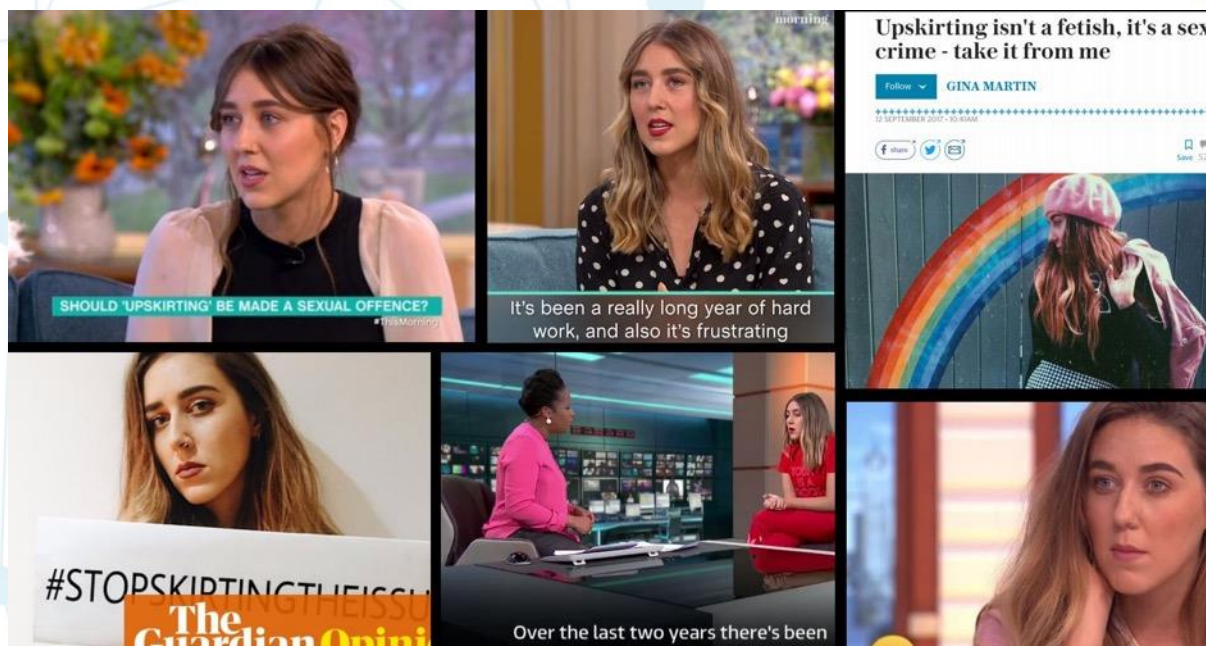 morning
SHOULD 'UPSKIRTING' BE MADE A SEXUAL OFFENCE?
#ThisMorning
It's been a really long year of hard
work, and also it's frustrating
Upskirting isn't a fetish, it's a sex
crime - take it from me
Follow GINA MARTIN
12 SEPTEMBER 2017 • 10:40AM
share
Save
#STOPSKIRTINGTHEISSU
The
Guardian Opini
Over the last two years there's been